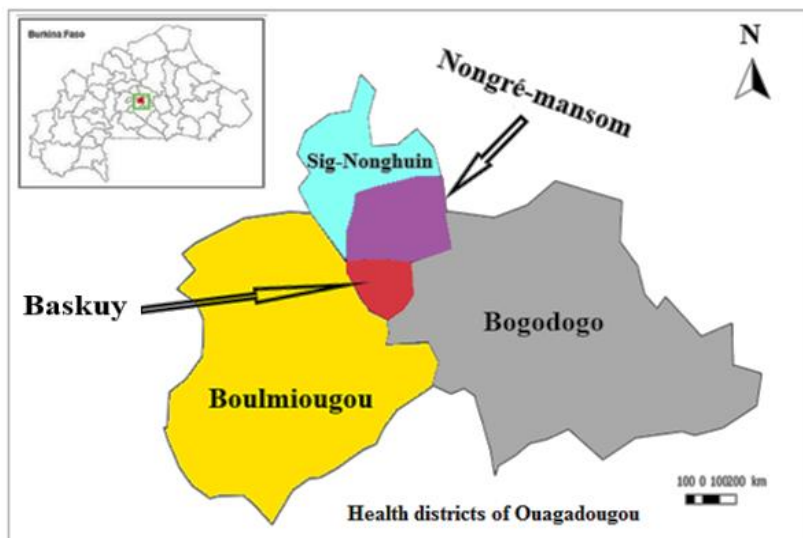 Burkina Faso
N
Nongré-mansom
Sig-Nonghuin
Baskuy
Bogodogo
Boulmiougou
100 0 100200 km
Health districts of Ouagadougou